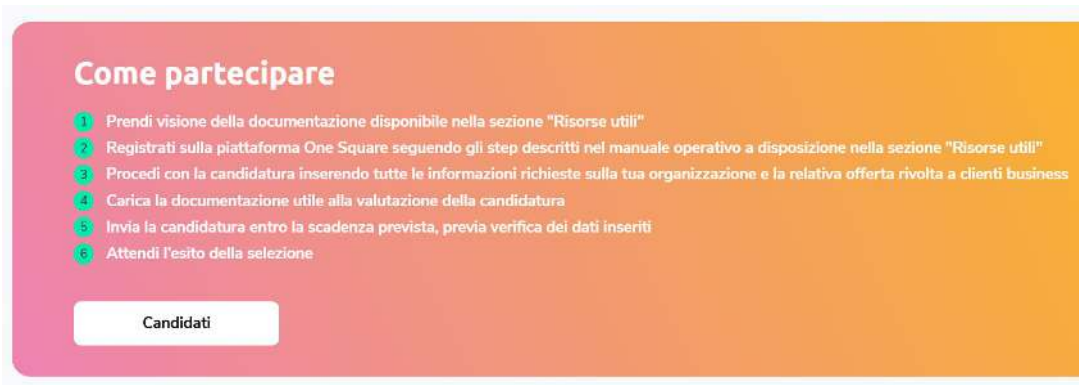 Come partecipare
1 Prendi visione della documentazione disponibile nella sezione "Risorse utili"
2 Registrati sulla piattaforma One Square seguendo gli step descritti nel manuale operativo a disposizione nella sezione "Risorse utili"
3 Procedi con la candidatura inserendo tutte le informazioni richieste sulla tua organizzazione e la relativa offerta rivolta a clienti business
4 Carica la documentazione utile alla valutazione della candidatura
5 Invia la candidatura entro la scadenza prevista, previa verifica dei dati inseriti
6 Attendi l'esito della selezione
Candidati